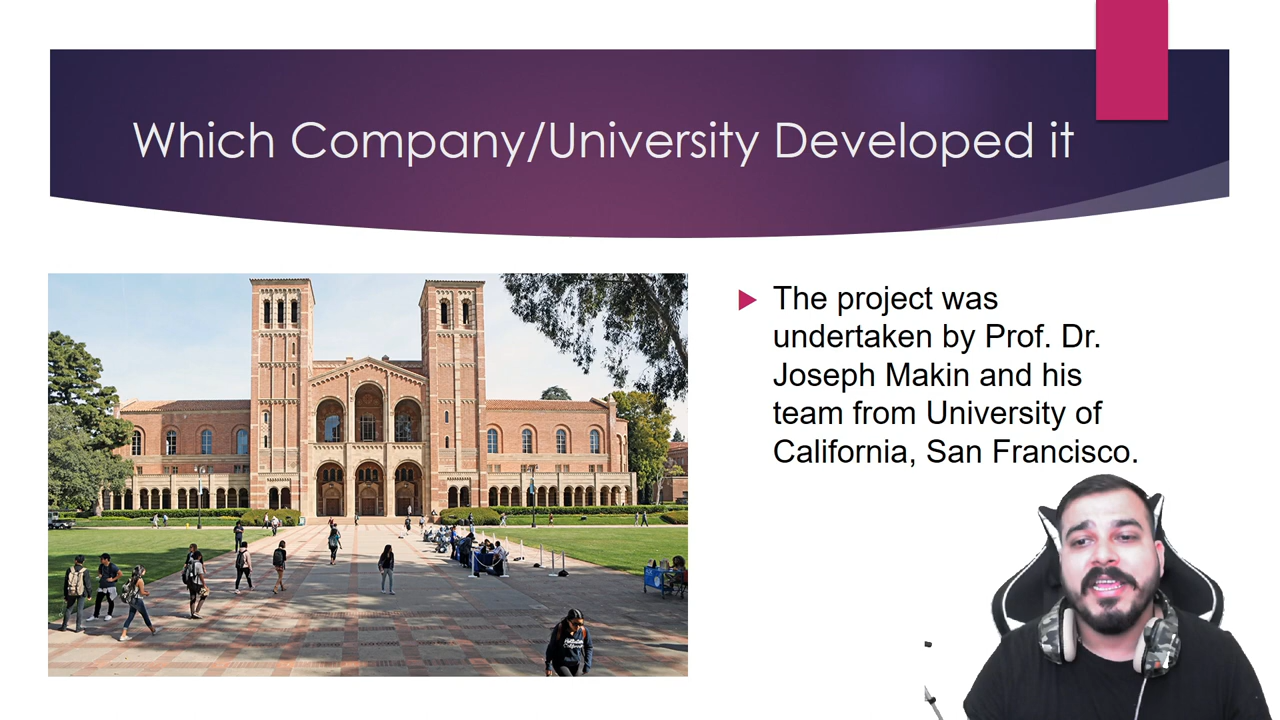 Which Company/University Developed it
The project was
undertaken by Prof. Dr.
Joseph Makin and his
team from University of
California, San Francisco.